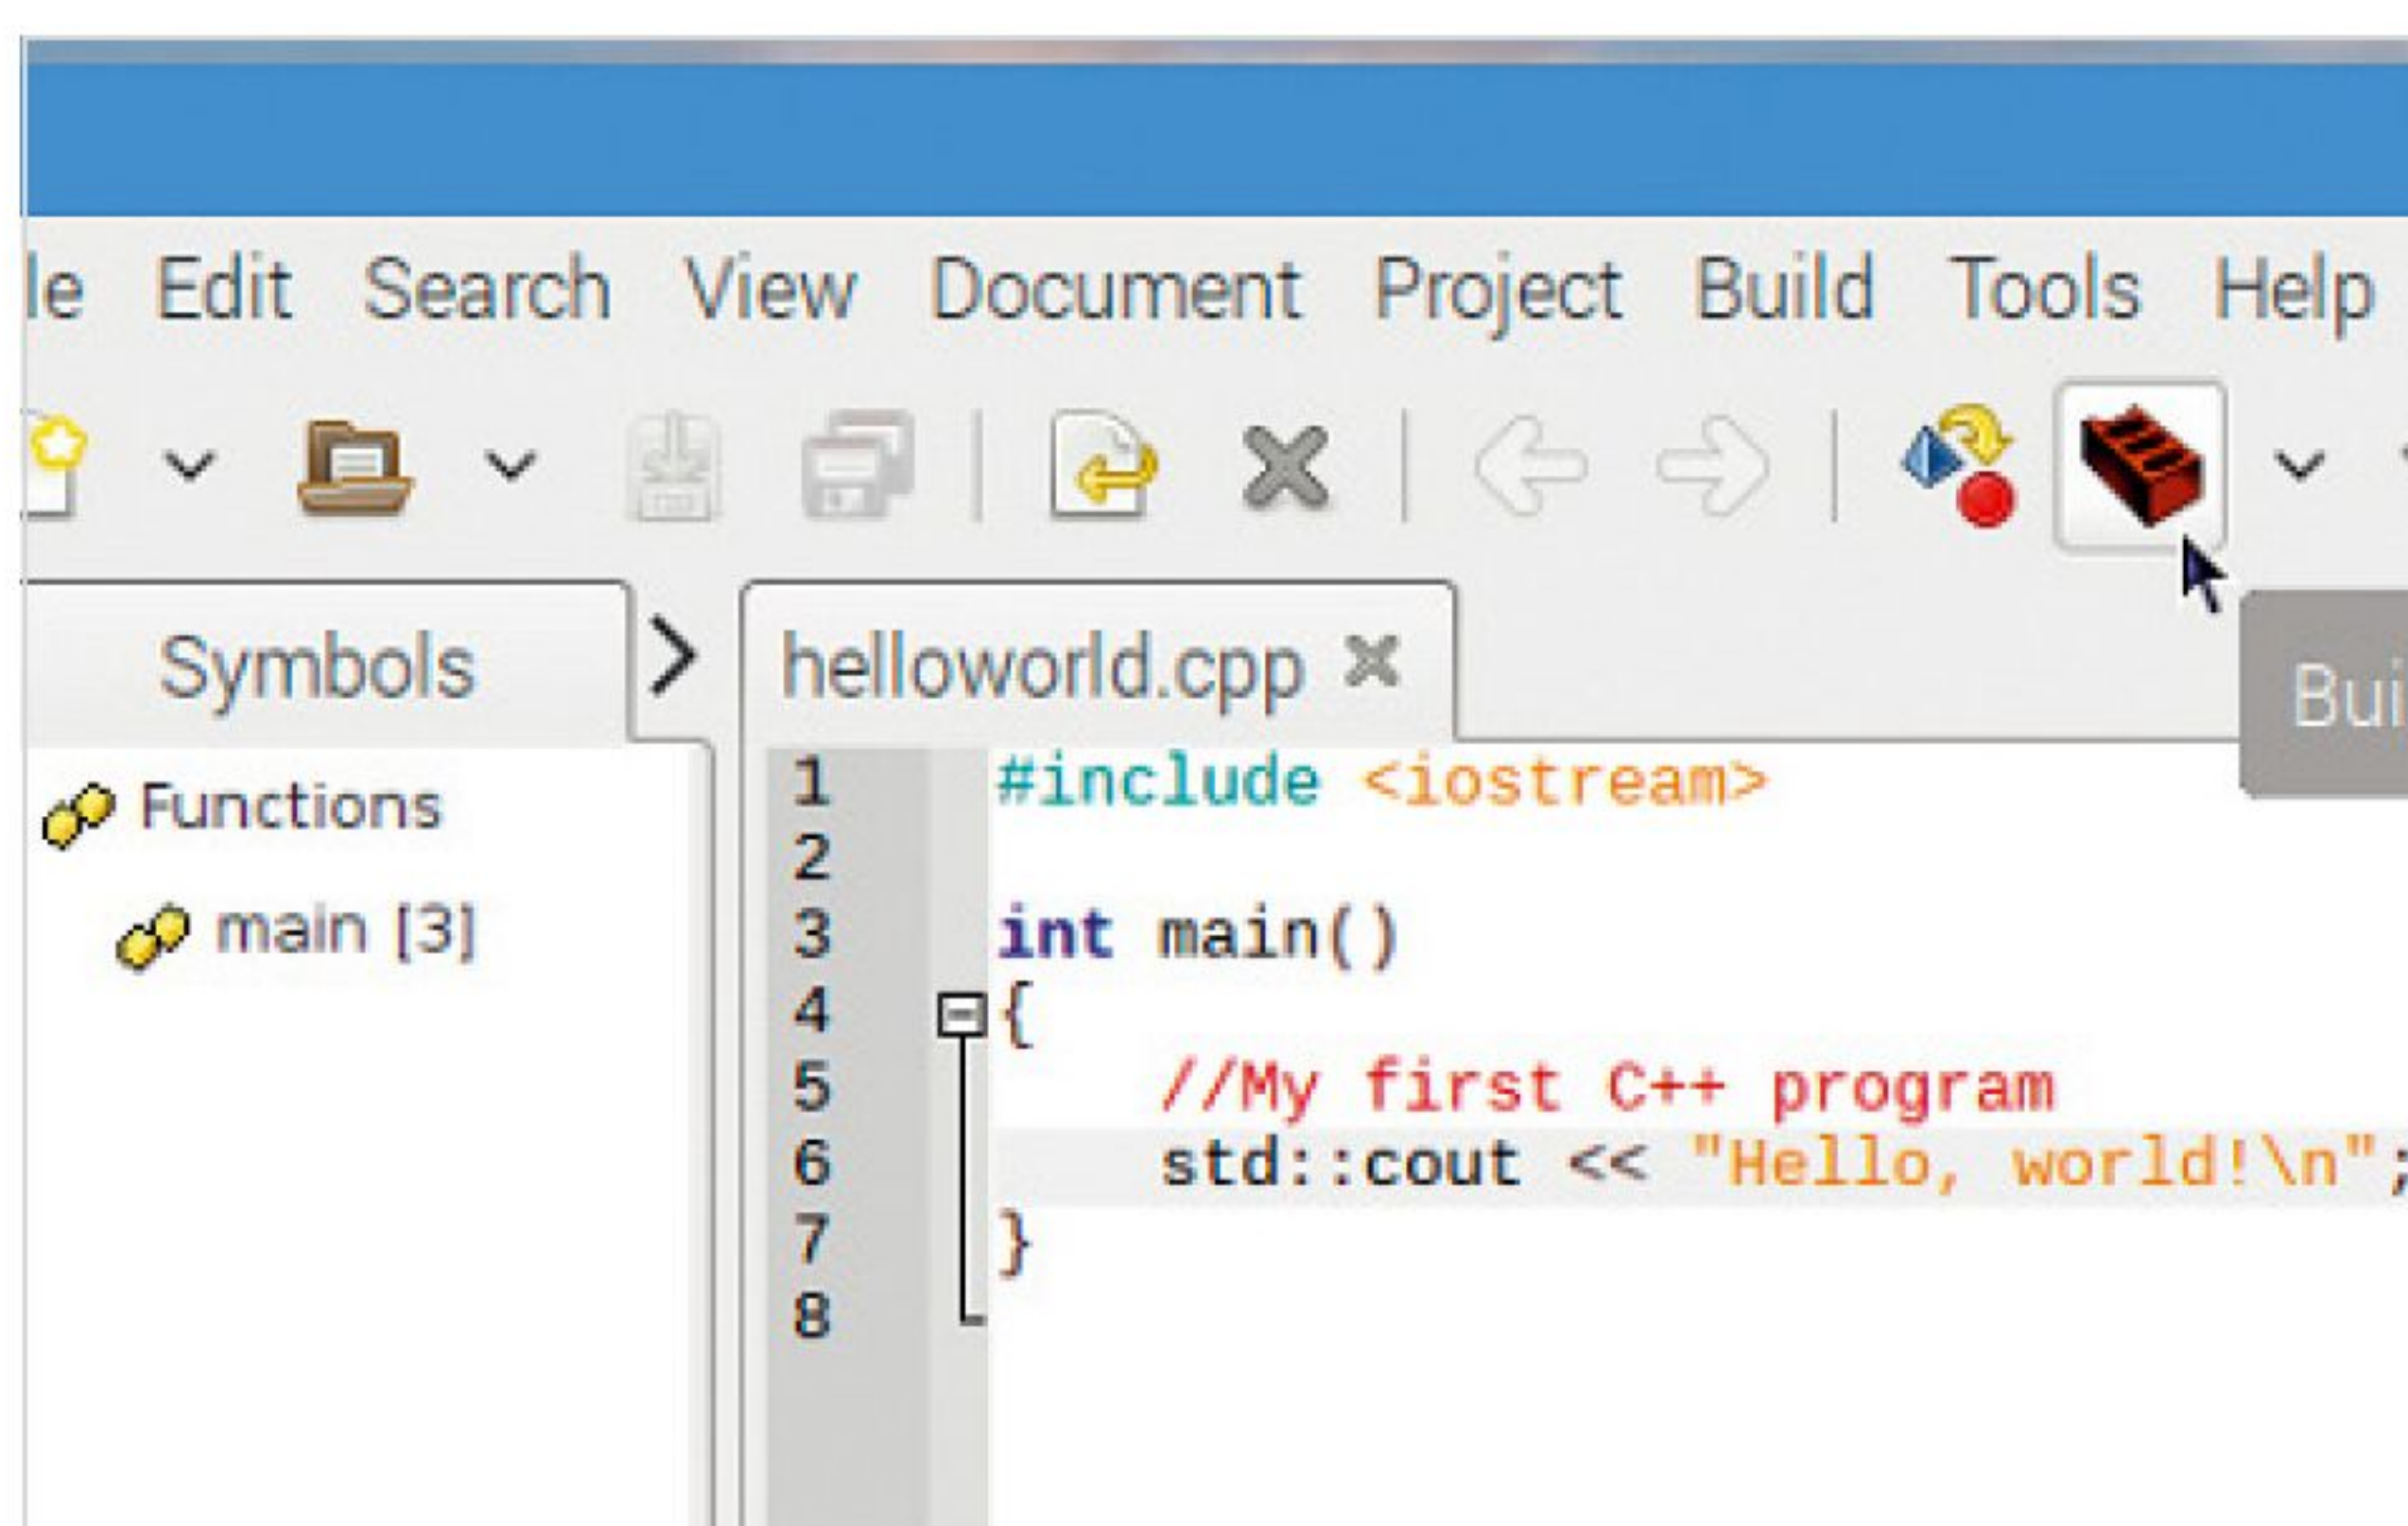 le Edit Search View Document Project Build Tools Help
Symbols
helloworld.cpp
Bui
Functions
main [3]
1 #include <iostream>
2
3 int main()
4 {
5     //My first C++ program
6     std::cout << "Hello, world!\n";
7 }
8